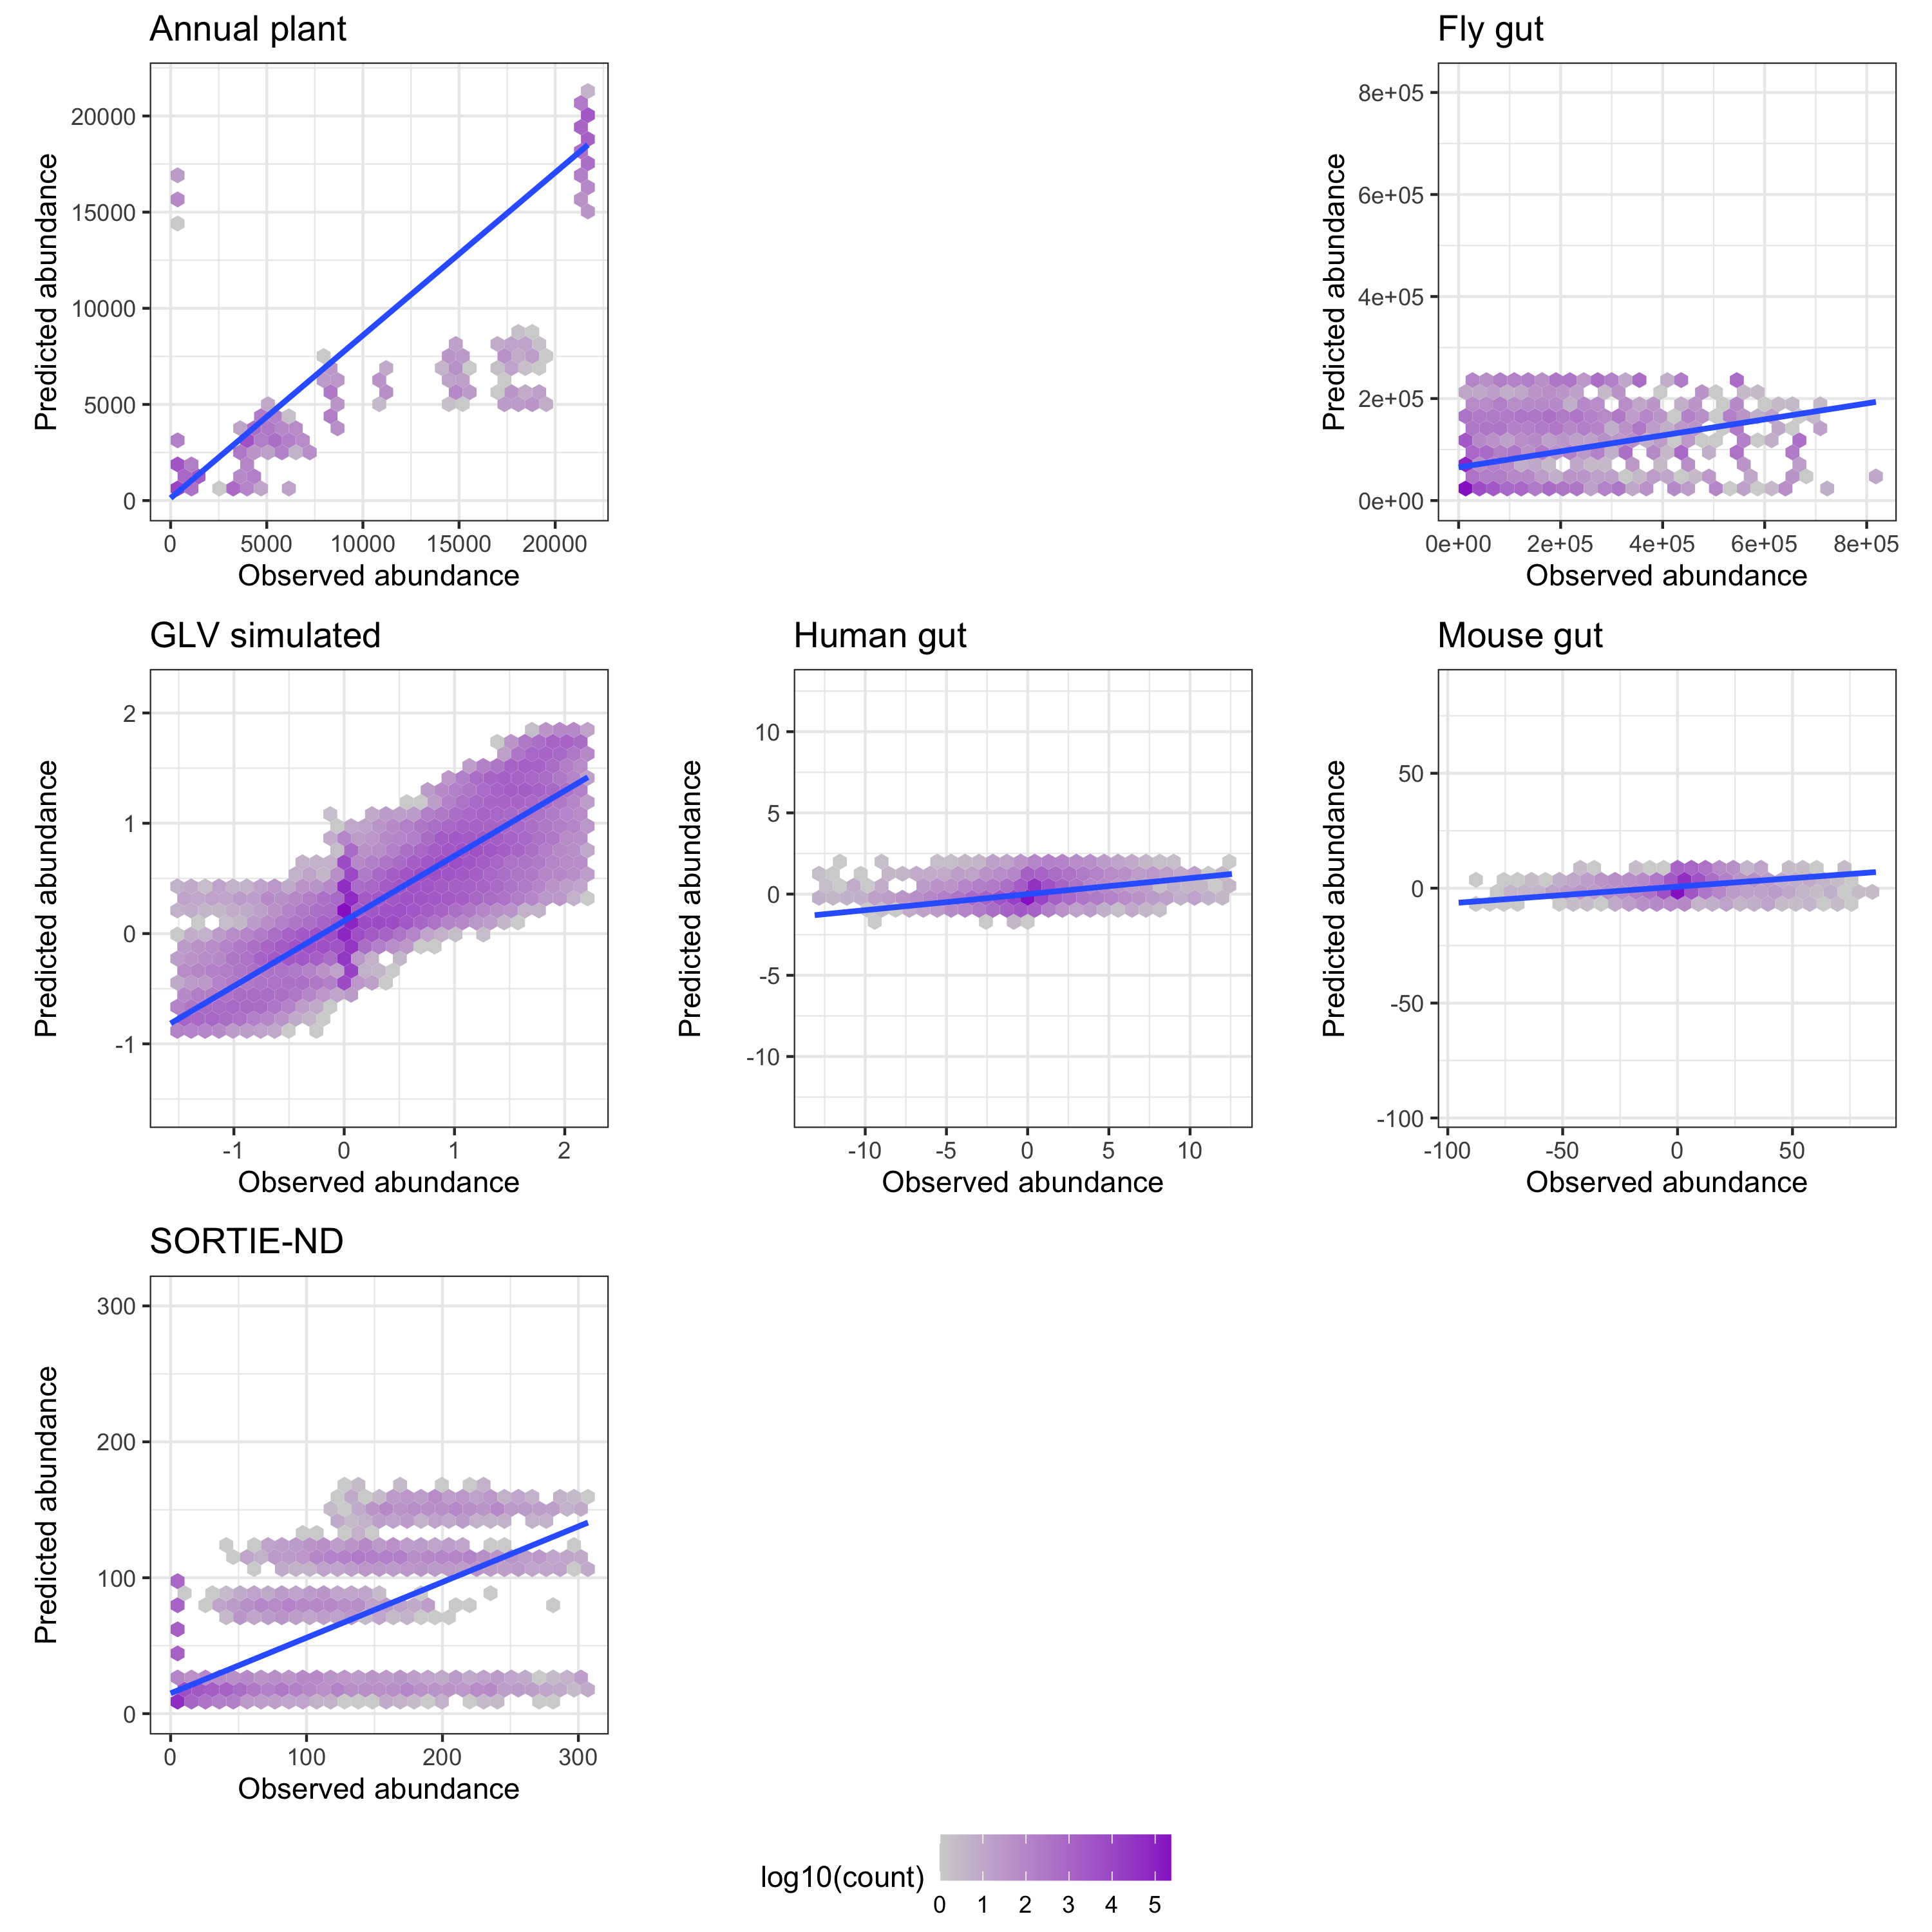 Annual plant
Predicted abundance
20000
15000
10000
5000
0
0 5000 10000 15000 20000
Observed abundance
Fly gut
Predicted abundance
8e+05
6e+05
4e+05
2e+05
0e+00
0e+00 2e+05 4e+05 6e+05 8e+05
Observed abundance
GLV simulated
Predicted abundance
2
1
0
-1
-1 0 1 2
Observed abundance
Human gut
Predicted abundance
10
5
0
-5
-10
-10 -5 0 5 10
Observed abundance
Mouse gut
Predicted abundance
50
0
-50
-100
-100 -50 0 50
Observed abundance
SORTIE-ND
Predicted abundance
300
200
100
0
0 100 200 300
Observed abundance
log10(count)
0 1 2 3 4 5